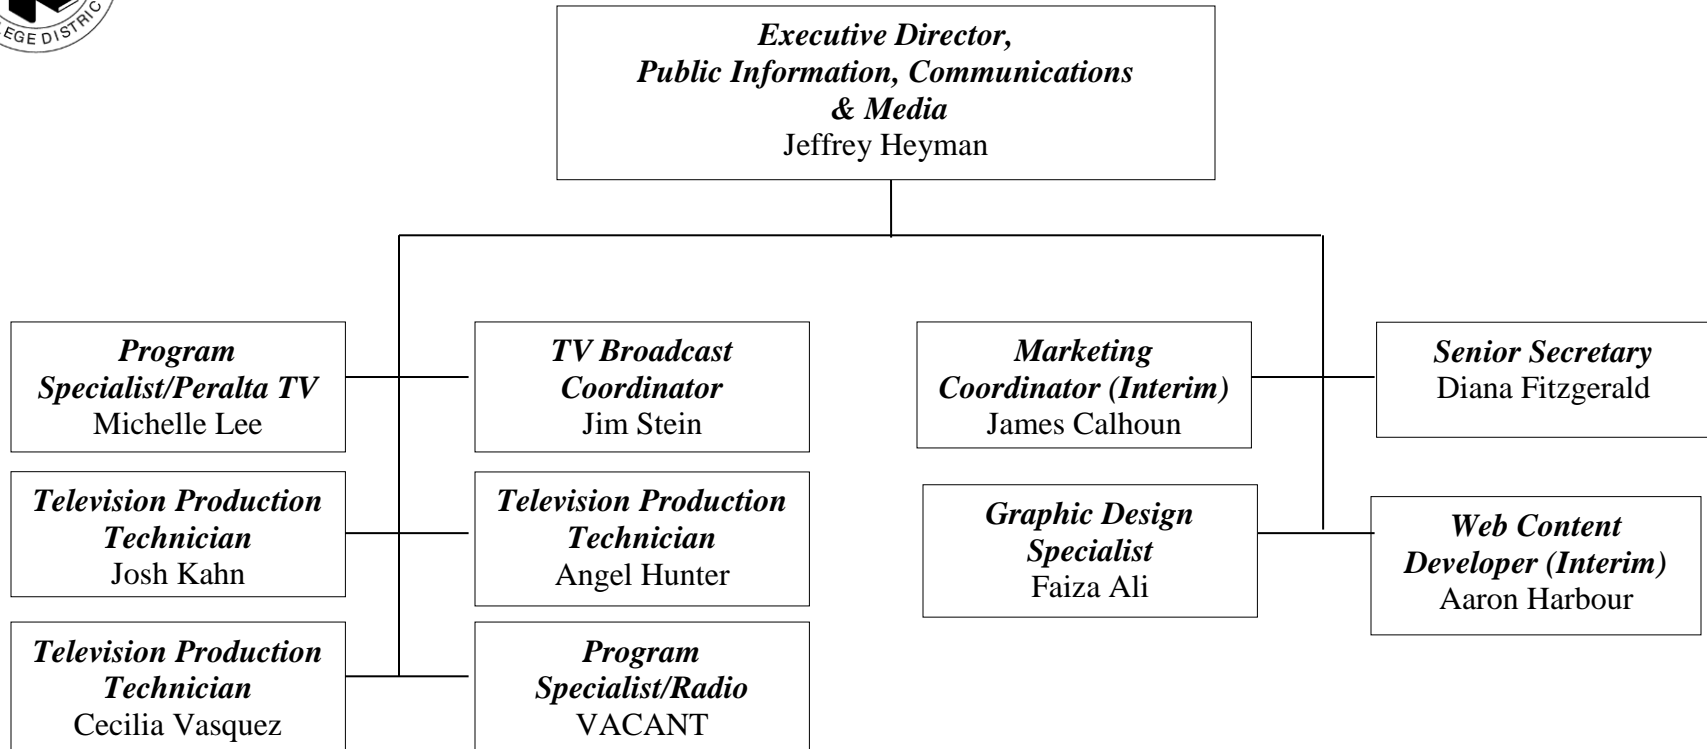 EGE DISTRIC
Executive Director,
Public Information, Communications
& Media
Jeffrey Heyman
Program
Specialist/Peralta TV
Michelle Lee
TV Broadcast
Coordinator
Jim Stein
Marketing
Coordinator (Interim)
James Calhoun
Senior Secretary
Diana Fitzgerald
Television Production
Technician
Josh Kahn
Television Production
Technician
Angel Hunter
Graphic Design
Specialist
Faiza Ali
Web Content
Developer (Interim)
Aaron Harbour
Television Production
Technician
Cecilia Vasquez
Program
Specialist/Radio
VACANT